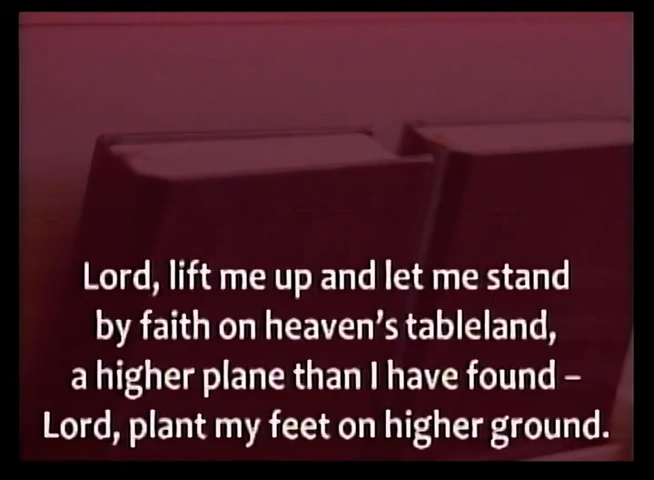 Lord, lift me up and let me stand
by faith on heaven's tableland,
a higher plane than I have found –
Lord, plant my feet on higher ground.